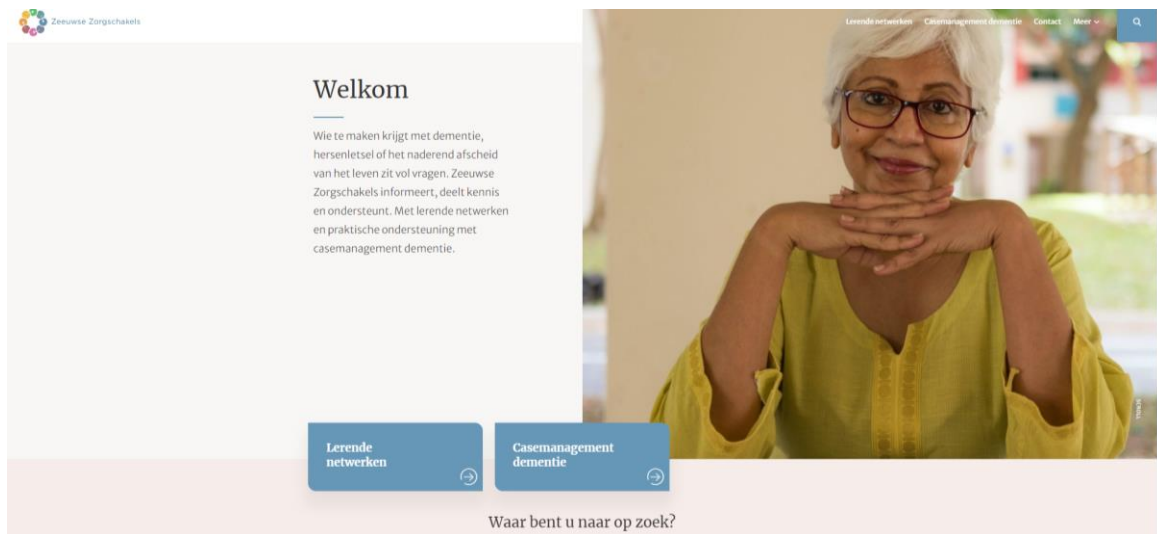 Zeeuwse Zorgschakels
Lerende netwerken Casemanagement dementie Contact Meer
Welkom
Wie te maken krijgt met dementie,
hersenletsel of het naderend afscheid
van het leven zit vol vragen. Zeeuwse
Zorgschakels informeert, deelt kennis
en ondersteunt. Met lerende netwerken
en praktische ondersteuning met
casemanagement dementie.
SCROLL
Lerende
netwerken
Casemanagement
dementie
Waar bent u naar op zoek?